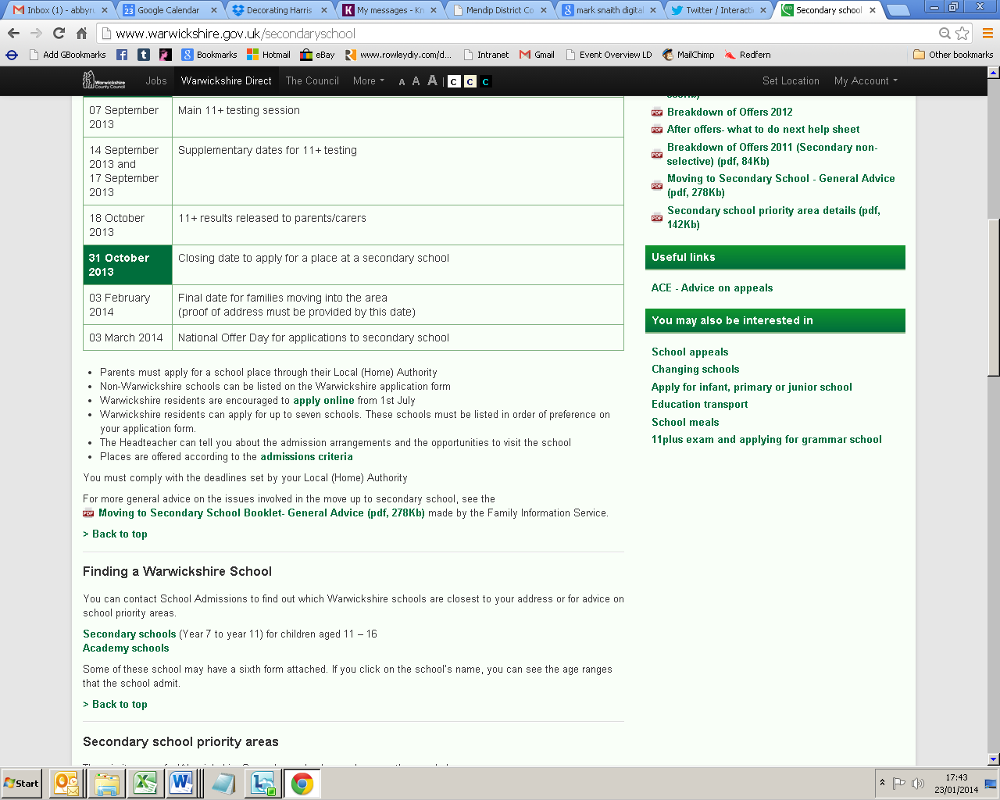 Inbox (1) - abbyru
Google Calendar
Decorating Harris
My messages - Kn
Mendip District Co
mark snaith digital
Twitter / Interacti
Secondary school
www.warwickshire.gov.uk/secondaryschool
Add GBookmarks
Bookmarks
Hotmail
eBay
www.rowleydiy.com/d...
Intranet
Gmail
Event Overview LD
MailChimp
Redfern
Other bookmarks
Warwickshire
County Council
Jobs
Warwickshire Direct
The Council
More
A A A | C C C
Set Location
My Account
07 September
2013
Main 11+ testing session
14 September
2013 and
17 September
2013
Supplementary dates for 11+ testing
18 October
2013
11+ results released to parents/carers
31 October
2013
Closing date to apply for a place at a secondary school
03 February
2014
Final date for families moving into the area
(proof of address must be provided by this date)
03 March 2014
National Offer Day for applications to secondary school
Parents must apply for a school place through their Local (Home) Authority
Non-Warwickshire schools can be listed on the Warwickshire application form
Warwickshire residents are encouraged to apply online from 1st July
Warwickshire residents can apply for up to seven schools. These schools must be listed in order of preference on
your application form.
The Headteacher can tell you about the admission arrangements and the opportunities to visit the school
Places are offered according to the admissions criteria
You must comply with the deadlines set by your Local (Home) Authority
For more general advice on the issues involved in the move up to secondary school, see the
PDF Moving to Secondary School Booklet- General Advice (pdf, 278Kb) made by the Family Information Service.
> Back to top
Finding a Warwickshire School
You can contact School Admissions to find out which Warwickshire schools are closest to your address or for advice on
school priority areas.
Secondary schools (Year 7 to year 11) for children aged 11 – 16
Academy schools
Some of these school may have a sixth form attached. If you click on the school's name, you can see the age ranges
that the school admit.
> Back to top
Secondary school priority areas
PDF Breakdown of Offers 2012
PDF After offers- what to do next help sheet
PDF Breakdown of Offers 2011 (Secondary non-
selective) (pdf, 84Kb)
PDF Moving to Secondary School - General Advice
(pdf, 278Kb)
PDF Secondary school priority area details (pdf,
142Kb)
Useful links
ACE - Advice on appeals
You may also be interested in
School appeals
Changing schools
Apply for infant, primary or junior school
Education transport
School meals
11plus exam and applying for grammar school
Start
17:43
23/01/2014